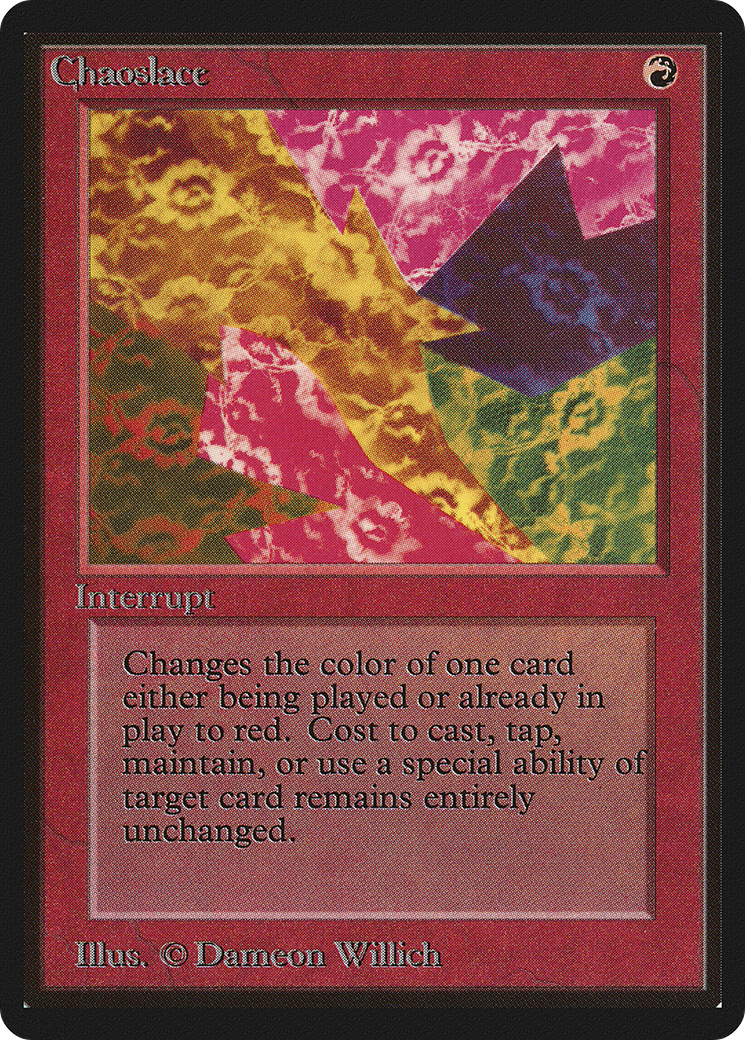 Chaoslace
Interrupt
Changes the color of one card
either being played or already in
play to red. Cost to cast, tap,
maintain, or use a special ability of
target card remains entirely
unchanged.
Illus. © Dameon Willich